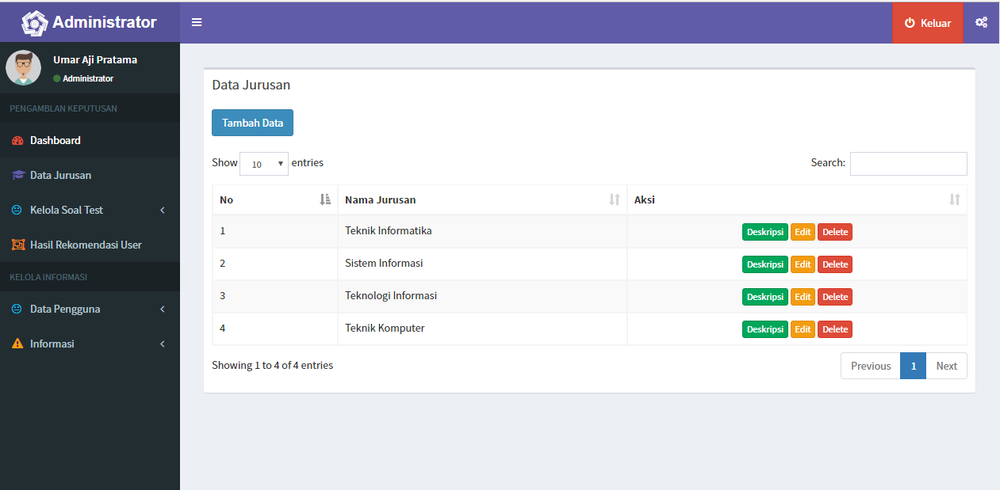 Administrator
Keluar
Umar Aji Pratama
Administrator
PENGAMBLAN KEPUTUSAN
Dashboard
Data Jurusan
Kelola Soal Test
Hasil Rekomendasi User
KELOLA INFORMASI
Data Pengguna
Informasi
Data Jurusan
Tambah Data
Show 10 entries
Search:
No Nama Jurusan Aksi
1 Teknik Informatika Deskripsi Edit Delete
2 Sistem Informasi Deskripsi Edit Delete
3 Teknologi Informasi Deskripsi Edit Delete
4 Teknik Komputer Deskripsi Edit Delete
Showing 1 to 4 of 4 entries
Previous 1 Next